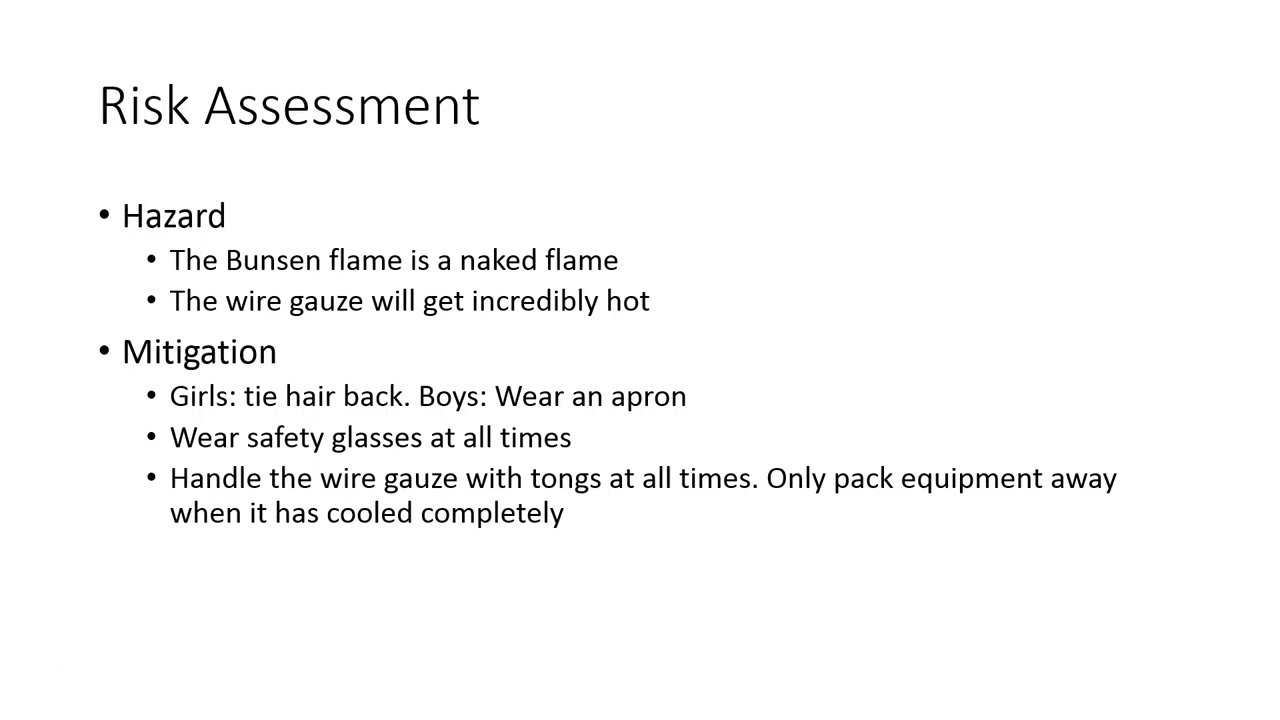 Risk Assessment
• Hazard
• The Bunsen flame is a naked flame
• The wire gauze will get incredibly hot
• Mitigation
• Girls: tie hair back. Boys: Wear an apron
• Wear safety glasses at all times
• Handle the wire gauze with tongs at all times. Only pack equipment away
when it has cooled completely